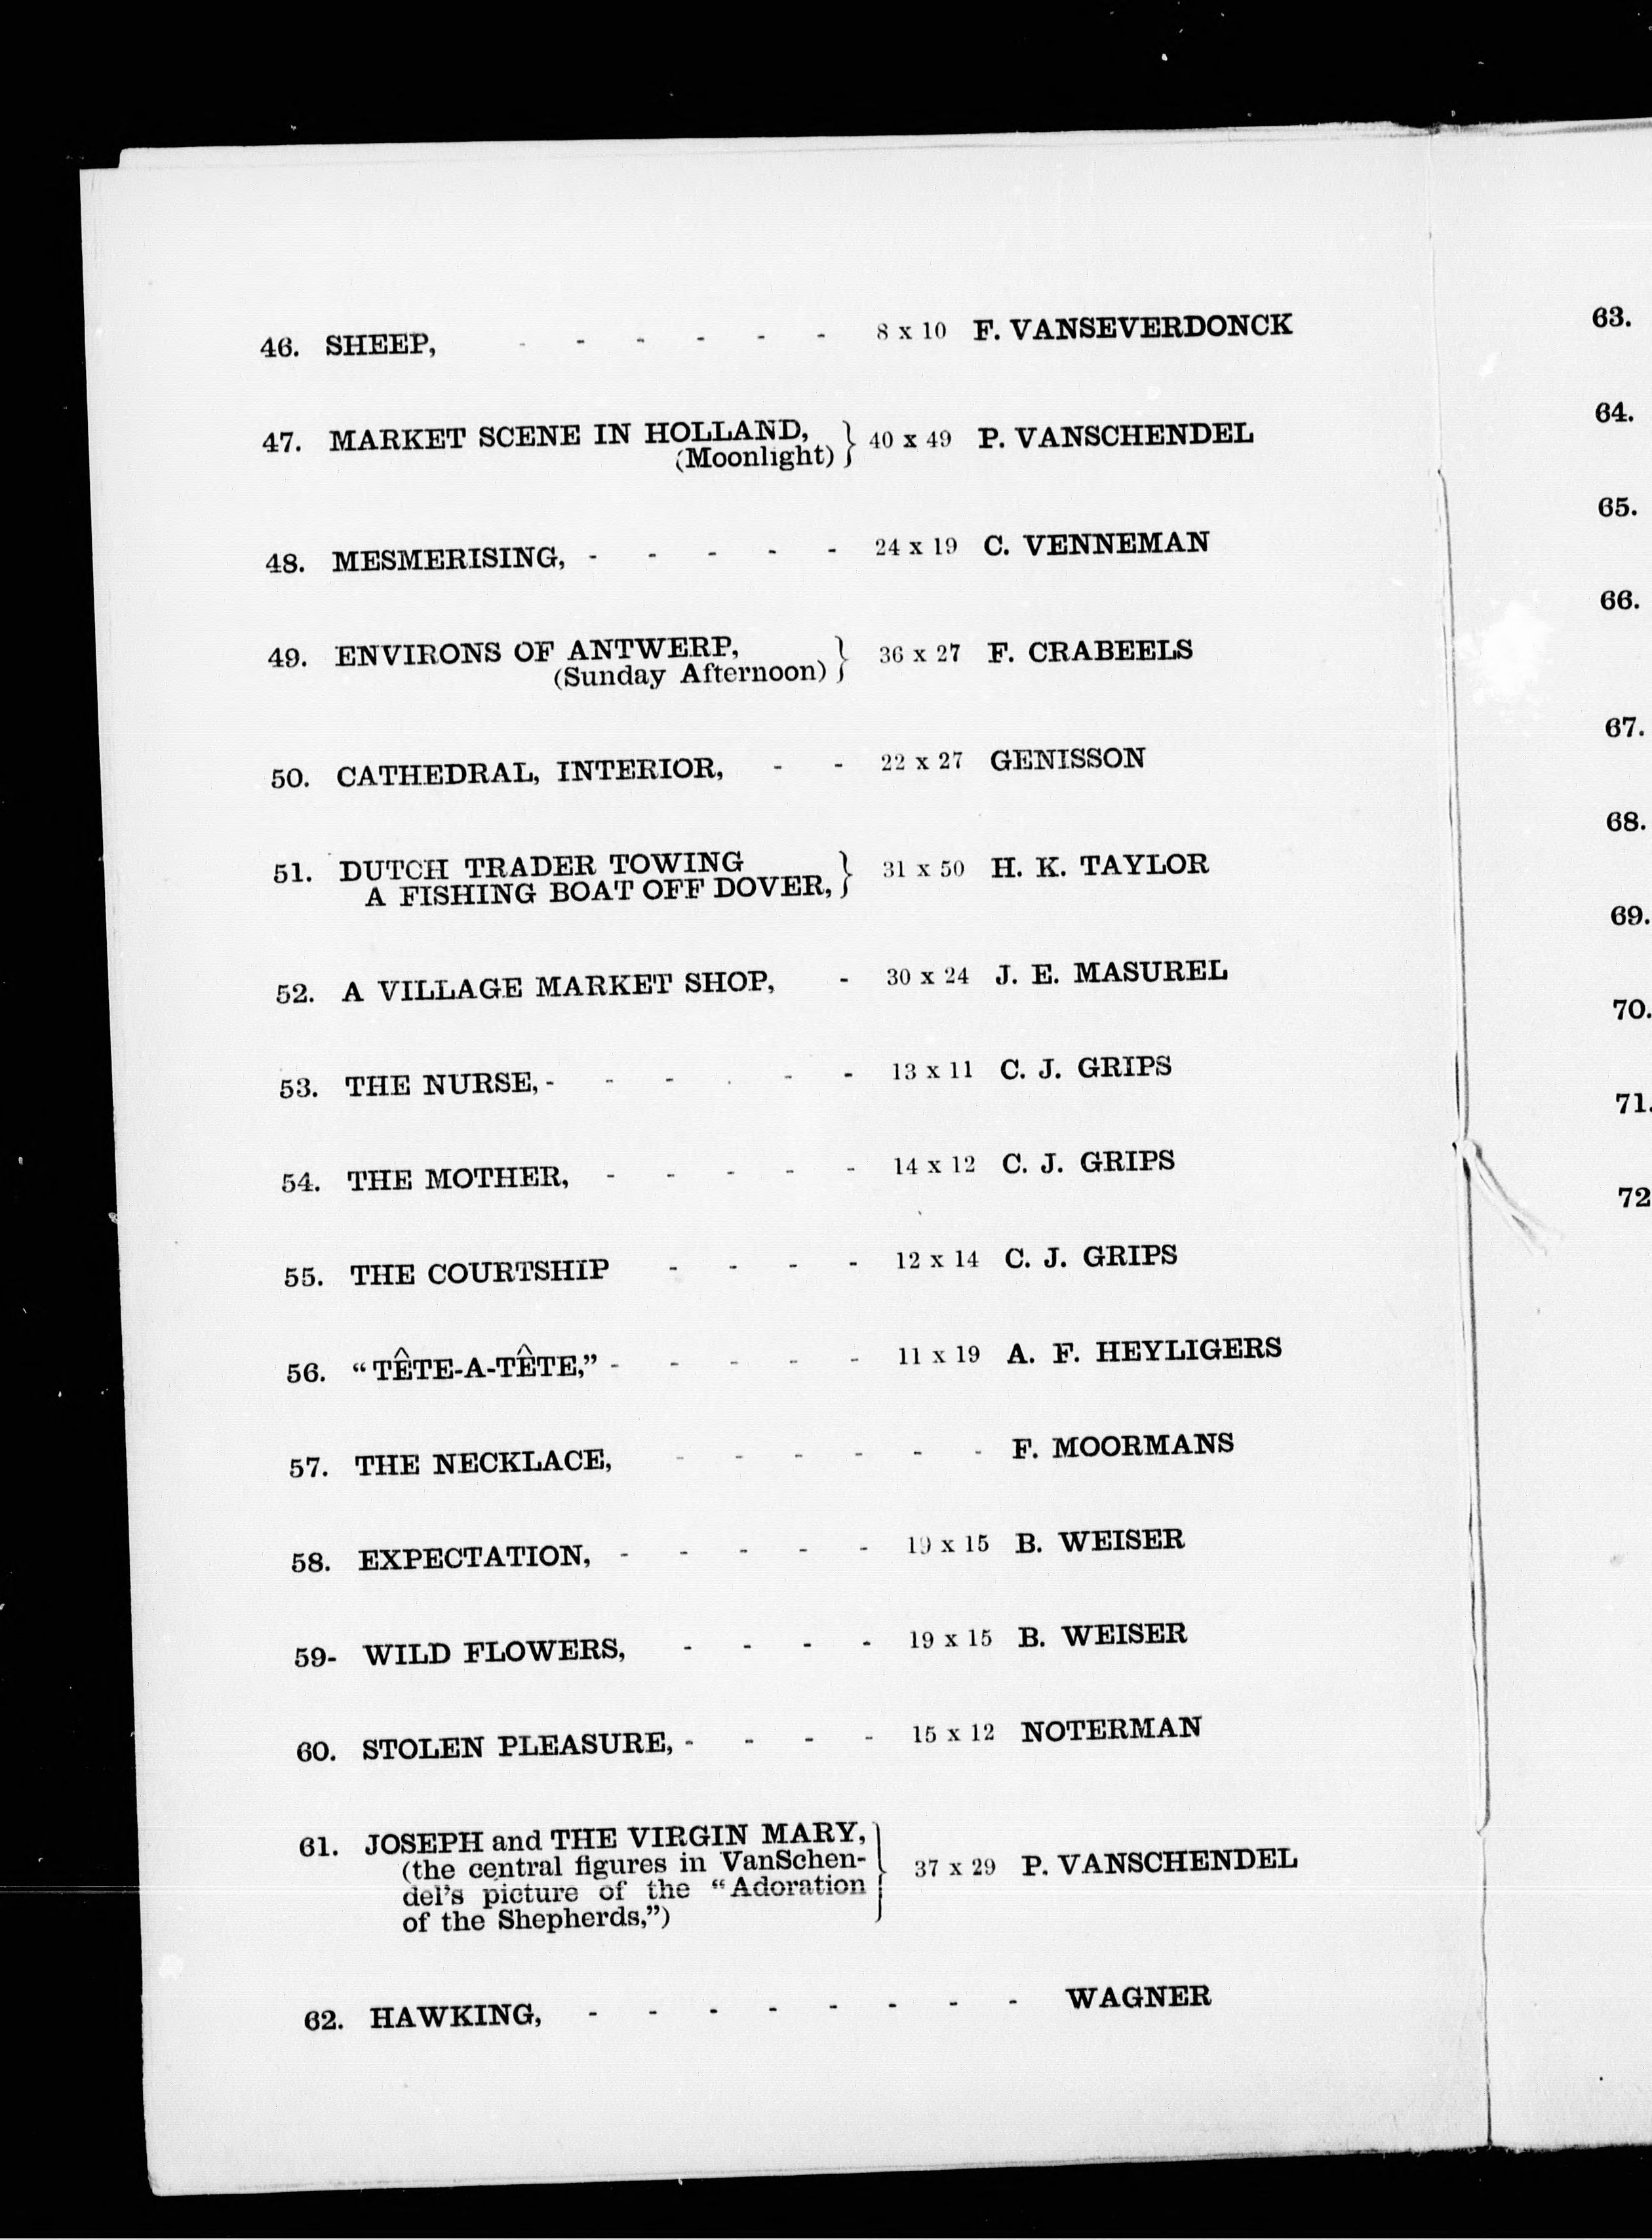 46. SHEEP, - - - - - - 8 x 10 F. VANSEVERDONCK
47. MARKET SCENE IN HOLLAND, } 40 x 49 P. VANSCHENDEL
(Moonlight)
48. MESMERISING, - - - - - 24 x 19 C. VENNEMAN
49. ENVIRONS OF ANTWERP, } 36 x 27 F. CRABEELS
(Sunday Afternoon)
50. CATHEDRAL, INTERIOR, - - 22 x 27 GENISSON
51. DUTCH TRADER TOWING } 31 x 50 H. K. TAYLOR
A FISHING BOAT OFF DOVER,
52. A VILLAGE MARKET SHOP, - 30 x 24 J. E. MASUREL
53. THE NURSE, - - - - - - 13 x 11 C. J. GRIPS
54. THE MOTHER, - - - - - 14 x 12 C. J. GRIPS
55. THE COURTSHIP - - - - 12 x 14 C. J. GRIPS
56. “TÊTE-A-TÊTE,” - - - - - 11 x 19 A. F. HEYLIGERS
57. THE NECKLACE, - - - - - - F. MOORMANS
58. EXPECTATION, - - - - - 19 x 15 B. WEISER
59- WILD FLOWERS, - - - - 19 x 15 B. WEISER
60. STOLEN PLEASURE, - - - - 15 x 12 NOTERMAN
61. JOSEPH and THE VIRGIN MARY, } 37 x 29 P. VANSCHENDEL
(the central figures in VanSchen-
del's picture of the “Adoration
of the Shepherds,”)
62. HAWKING, - - - - - - - - WAGNER
63.
64.
65.
66.
67.
68.
69.
70.
71.
72